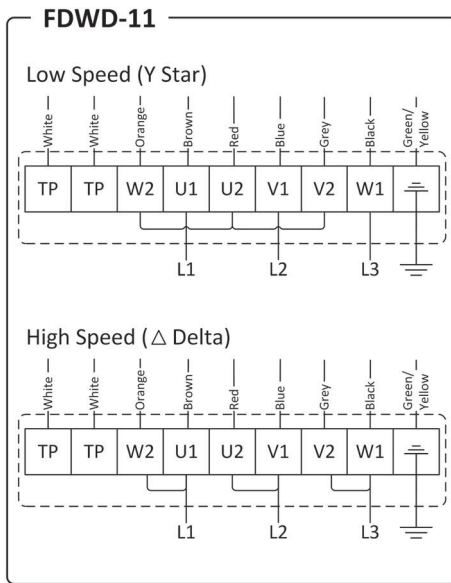 FDWD-11
Low Speed (Y Star)
White White Orange Brown Red Blue Grey Black Green/Yellow
TP TP W2 U1 U2 V1 V2 W1
L1 L2 L3
High Speed (△ Delta)
White White Orange Brown Red Blue Grey Black Green/Yellow
TP TP W2 U1 U2 V1 V2 W1
L1 L2 L3